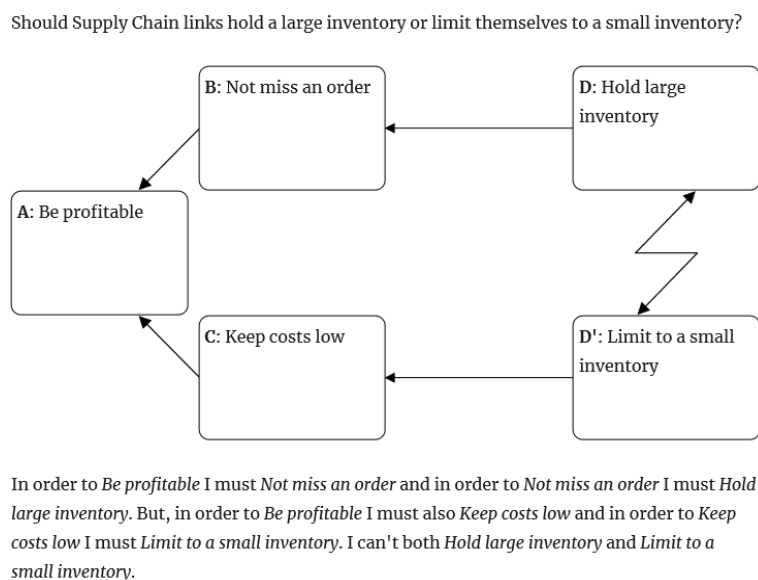 Should Supply Chain links hold a large inventory or limit themselves to a small inventory?
B: Not miss an order
D: Hold large
inventory
A: Be profitable
C: Keep costs low
D': Limit to a small
inventory
In order to Be profitable I must Not miss an order and in order to Not miss an order I must Hold
large inventory. But, in order to Be profitable I must also Keep costs low and in order to Keep
costs low I must Limit to a small inventory. I can't both Hold large inventory and Limit to a
small inventory.